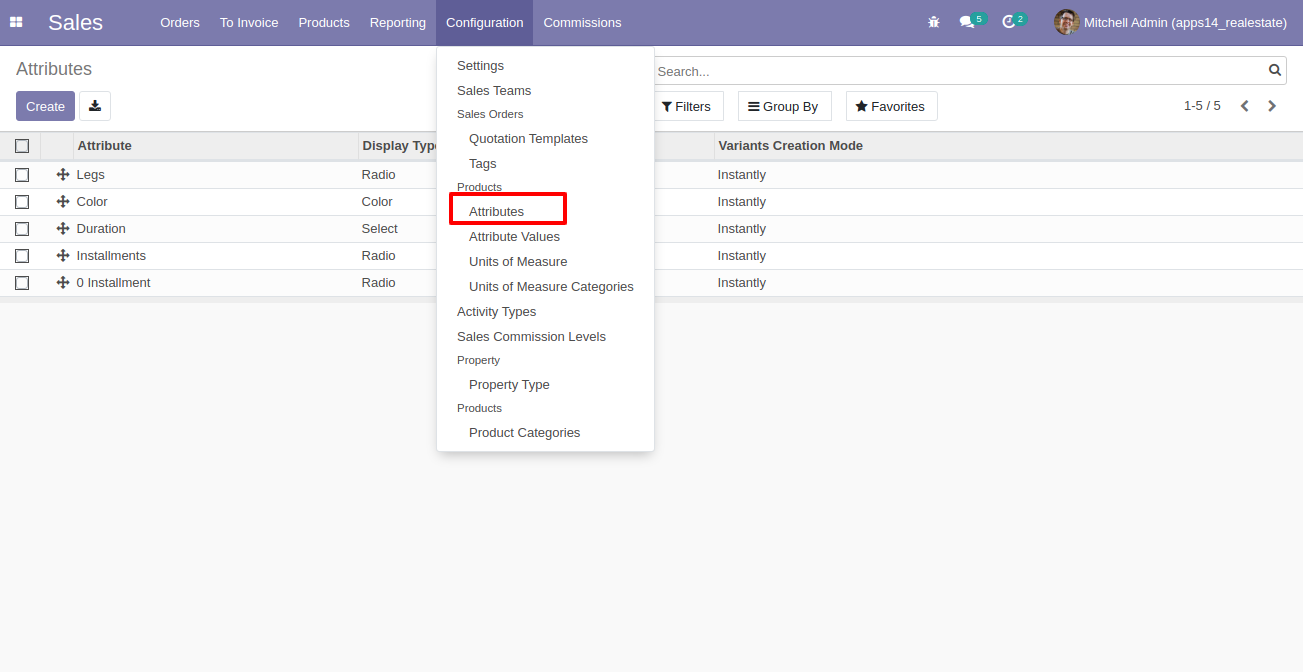 Sales Orders To Invoice Products Reporting Configuration Commissions 5 2 Mitchell Admin (apps14_realestate)
Attributes
Search...
Create
Filters Group By Favorites 1-5 / 5
Settings
Sales Teams
Sales Orders
Quotation Templates
Tags
Products
Attributes
Attribute Values
Units of Measure
Units of Measure Categories
Activity Types
Sales Commission Levels
Property
Property Type
Products
Product Categories
Attribute Display Type Variants Creation Mode
Legs Radio Instantly
Color Color Instantly
Duration Select Instantly
Installments Radio Instantly
0 Installment Radio Instantly